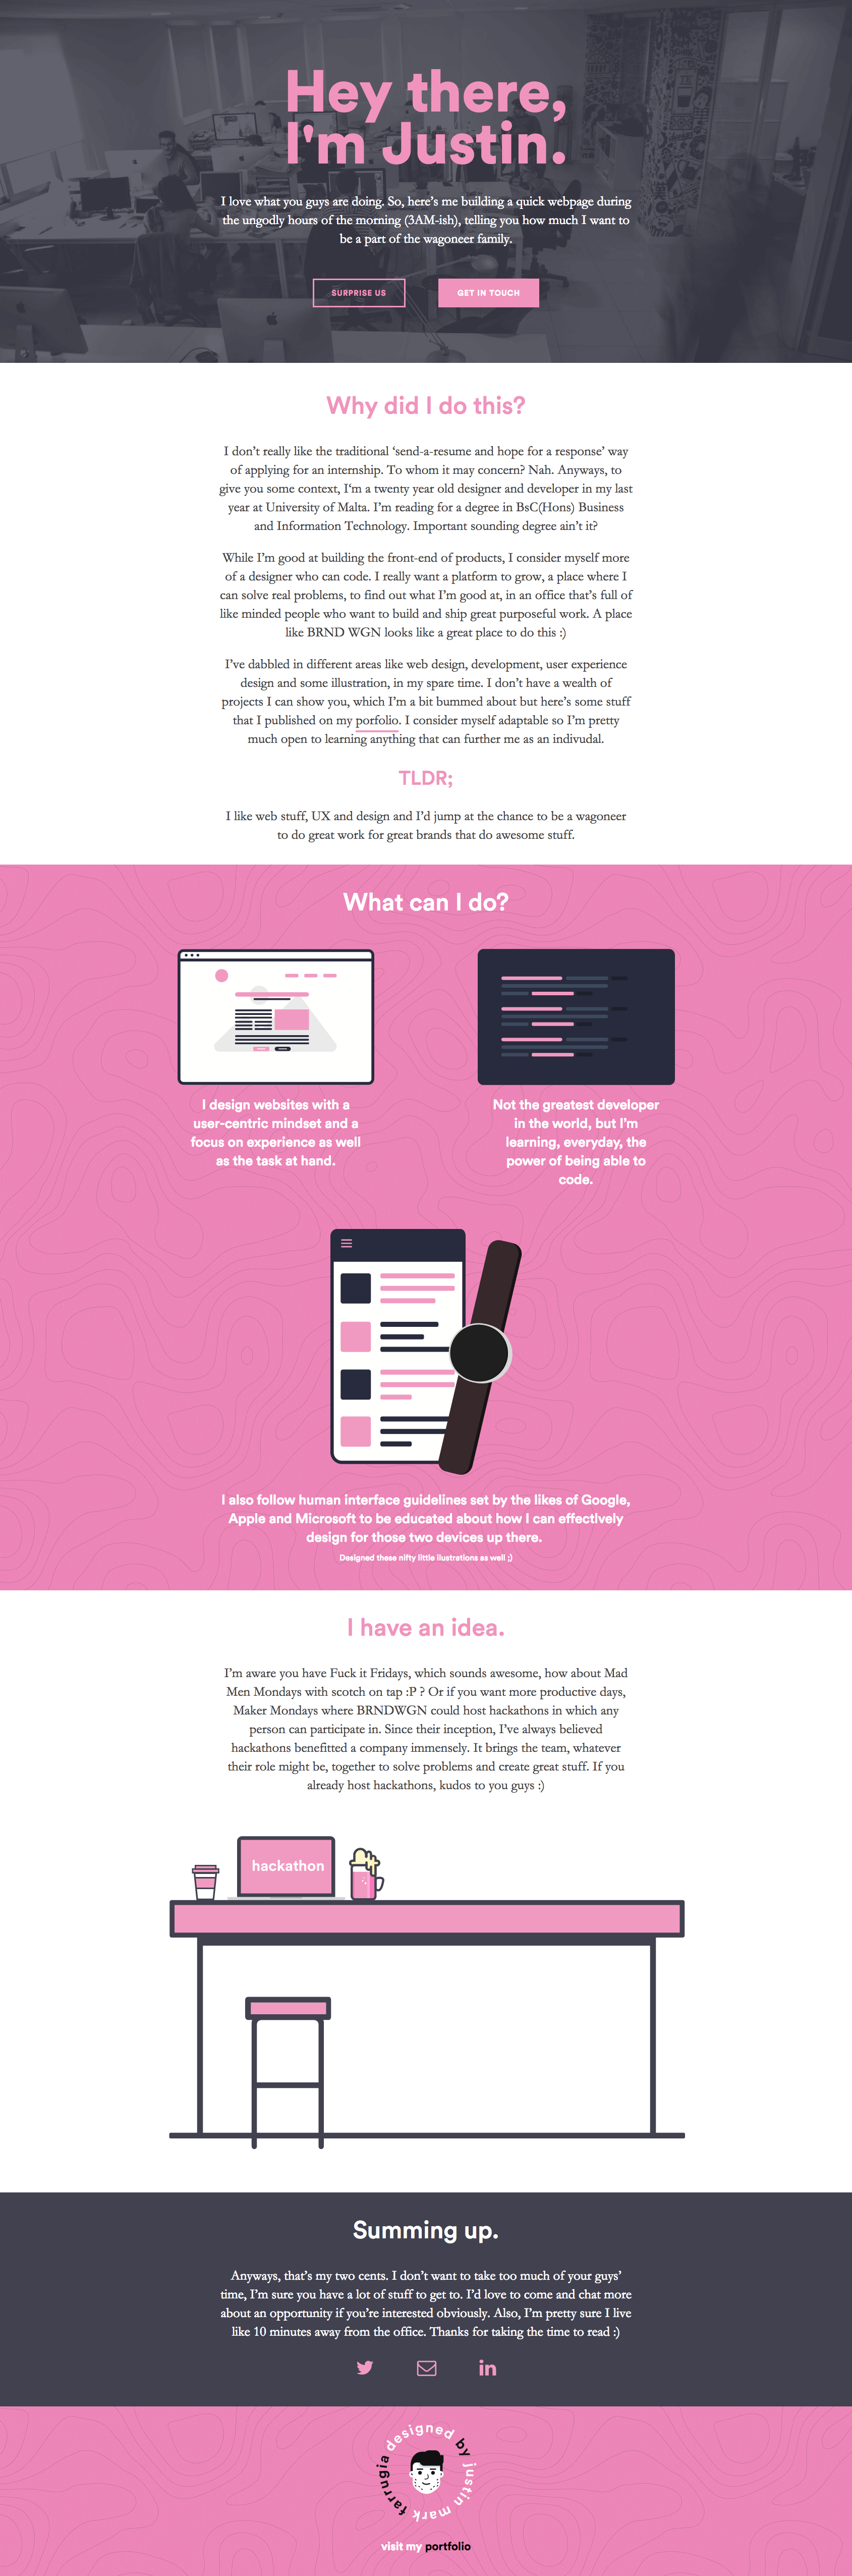 Hey there,
I'm Justin.
I love what you guys are doing. So, here’s me building a quick webpage during
the ungodly hours of the morning (3AM-ish), telling you how much I want to
be a part of the wagoneer family.
SURPRISE US
GET IN TOUCH
Why did I do this?
I don’t really like the traditional ‘send-a-resume and hope for a response’ way
of applying for an internship. To whom it may concern? Nah. Anyways, to
give you some context, I‘m a twenty year old designer and developer in my last
year at University of Malta. I’m reading for a degree in BsC(Hons) Business
and Information Technology. Important sounding degree ain’t it?
While I’m good at building the front-end of products, I consider myself more
of a designer who can code. I really want a platform to grow, a place where I
can solve real problems, to find out what I’m good at, in an office that’s full of
like minded people who want to build and ship great purposeful work. A place
like BRND WGN looks like a great place to do this :)
I’ve dabbled in different areas like web design, development, user experience
design and some illustration, in my spare time. I don’t have a wealth of
projects I can show you, which I’m a bit bummed about but here’s some stuff
that I published on my porfolio. I consider myself adaptable so I’m pretty
much open to learning anything that can further me as an indivudal.
TLDR;
I like web stuff, UX and design and I’d jump at the chance to be a wagoneer
to do great work for great brands that do awesome stuff.
What can I do?
I design websites with a
user-centric mindset and a
focus on experience as well
as the task at hand.
Not the greatest developer
in the world, but I’m
learning, everyday, the
power of being able to
code.
I also follow human interface guidelines set by the likes of Google,
Apple and Microsoft to be educated about how I can effectively
design for those two devices up there.
Designed these nifty little ilustrations as well ;)
I have an idea.
I’m aware you have Fuck it Fridays, which sounds awesome, how about Mad
Men Mondays with scotch on tap :P ? Or if you want more productive days,
Maker Mondays where BRNDWGN could host hackathons in which any
person can participate in. Since their inception, I’ve always believed
hackathons benefitted a company immensely. It brings the team, whatever
their role might be, together to solve problems and create great stuff. If you
already host hackathons, kudos to you guys :)
hackathon
Summing up.
Anyways, that’s my two cents. I don’t want to take too much of your guys’
time, I’m sure you have a lot of stuff to get to. I’d love to come and chat more
about an opportunity if you’re interested obviously. Also, I’m pretty sure I live
like 10 minutes away from the office. Thanks for taking the time to read :)
designed by justin mark farrugia
visit my portfolio